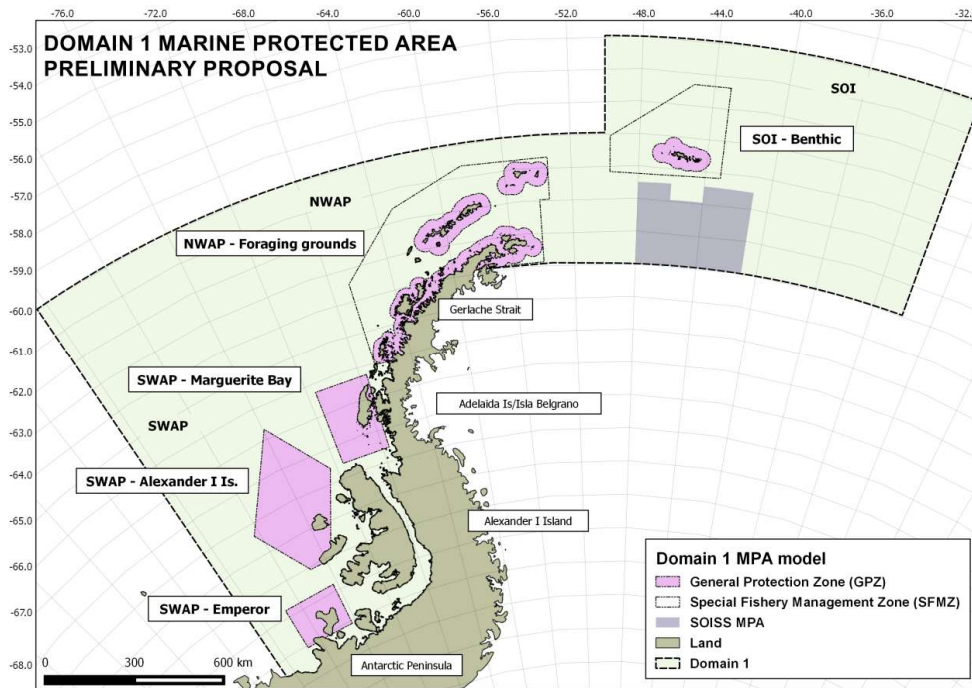 -76.0 -72.0 -68.0 -64.0 -60.0 -56.0 -52.0 -48.0 -44.0 -40.0 -36.0 -32.0
DOMAIN 1 MARINE PROTECTED AREA
PRELIMINARY PROPOSAL
-53.0
-54.0
-55.0
-56.0
-57.0
-58.0
-59.0
-60.0
-61.0
-62.0
-63.0
-64.0
-65.0
-66.0
-67.0
-68.0
SOI
SOI - Benthic
NWAP
NWAP - Foraging grounds
Gerlache Strait
SWAP - Marguerite Bay
Adelaida Is/Isla Belgrano
SWAP
SWAP - Alexander I Is.
Alexander I Island
SWAP - Emperor
Antarctic Peninsula
0 300 600 km
Domain 1 MPA model
General Protection Zone (GPZ)
Special Fishery Management Zone (SFMZ)
SOISS MPA
Land
Domain 1